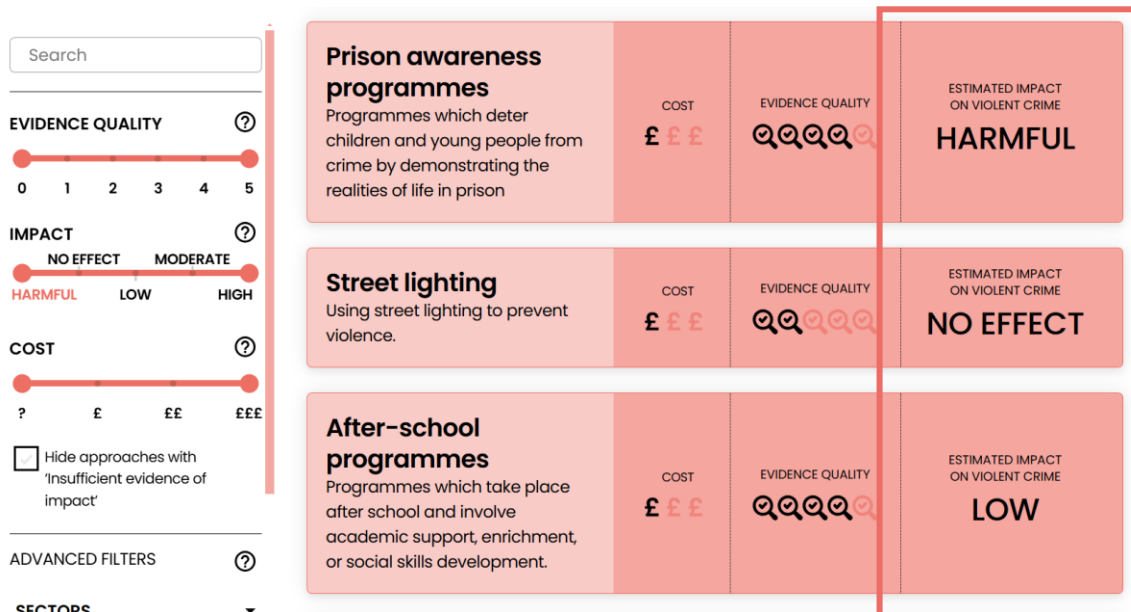 Search
EVIDENCE QUALITY ?
0 1 2 3 4 5
IMPACT ?
NO EFFECT MODERATE
HARMFUL LOW HIGH
COST ?
? £ ££ £££
Hide approaches with
'Insufficient evidence of
impact'
ADVANCED FILTERS ?
SECTORS
Prison awareness
programmes
Programmes which deter
children and young people from
crime by demonstrating the
realities of life in prison
COST
£ £ £
EVIDENCE QUALITY
ESTIMATED IMPACT
ON VIOLENT CRIME
HARMFUL
Street lighting
Using street lighting to prevent
violence.
COST
£ £ £
EVIDENCE QUALITY
ESTIMATED IMPACT
ON VIOLENT CRIME
NO EFFECT
After-school
programmes
Programmes which take place
after school and involve
academic support, enrichment,
or social skills development.
COST
£ £ £
EVIDENCE QUALITY
ESTIMATED IMPACT
ON VIOLENT CRIME
LOW